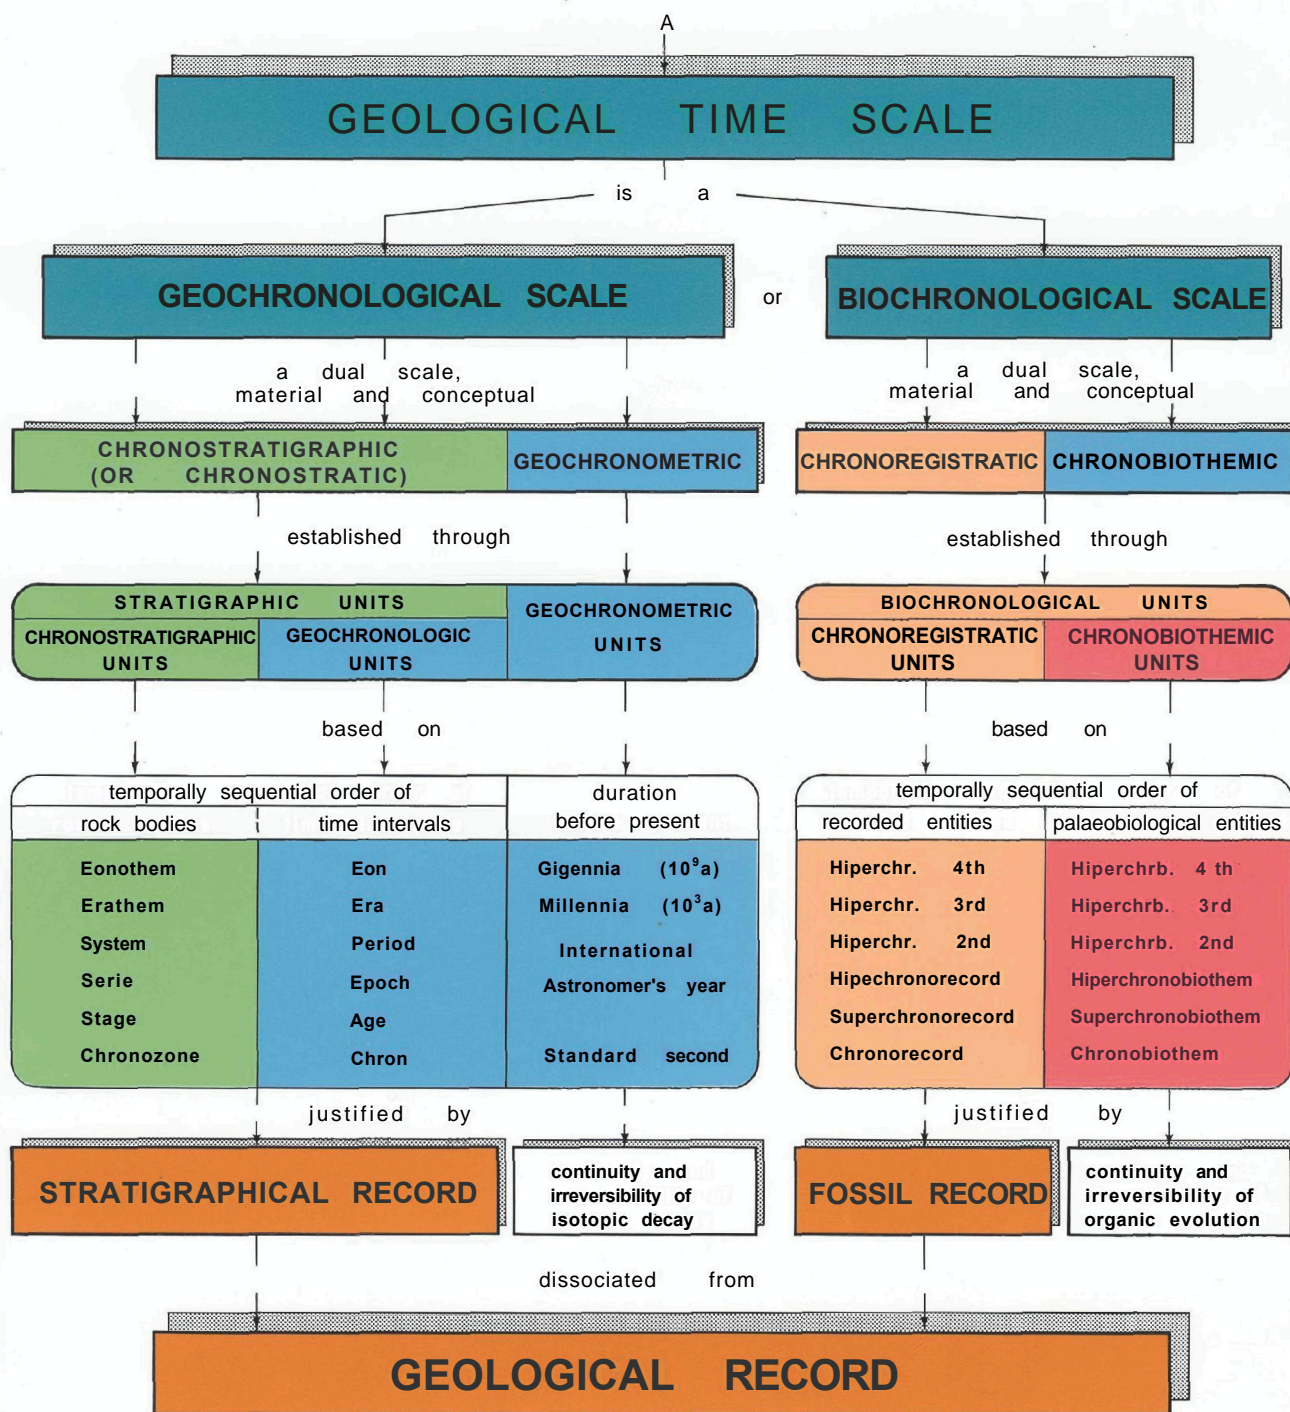 A
GEOLOGICAL TIME SCALE
is a
GEOCHRONOLOGICAL SCALE
or
BIOCHRONOLOGICAL SCALE
a dual scale,
material and conceptual
a dual scale,
material and conceptual
CHRONOSTRATIGRAPHIC
(OR CHRONOSTRATIC)
GEOCHRONOMETRIC
CHRONOREGISTRATIC
CHRONOBIOTHEMIC
established through
established through
STRATIGRAPHIC UNITS
CHRONOSTRATIGRAPHIC
UNITS
GEOCHRONOLOGIC
UNITS
GEOCHRONOMETRIC
UNITS
BIOCHRONOLOGICAL UNITS
CHRONOREGISTRATIC
UNITS
CHRONOBIOTHEMIC
UNITS
based on
based on
temporally sequential order of
rock bodies
time intervals
duration
before present
temporally sequential order of
recorded entities
palaeobiological entities
Eonothem
Erathem
System
Serie
Stage
Chronozone
Eon
Era
Period
Epoch
Age
Chron
Gigennia (10⁹a)
Millennia (10³a)
International
Astronomer's year
Standard second
Hiperchr. 4th
Hiperchr. 3rd
Hiperchr. 2nd
Hipechronorecord
Superchronorecord
Chronorecord
Hiperchrb. 4 th
Hiperchrb. 3rd
Hiperchrb. 2nd
Hiperchronobiothem
Superchronobiothem
Chronobiothem
justified by
justified by
STRATIGRAPHICAL RECORD
continuity and
irreversibility of
isotopic decay
FOSSIL RECORD
continuity and
irreversibility of
organic evolution
dissociated from
GEOLOGICAL RECORD